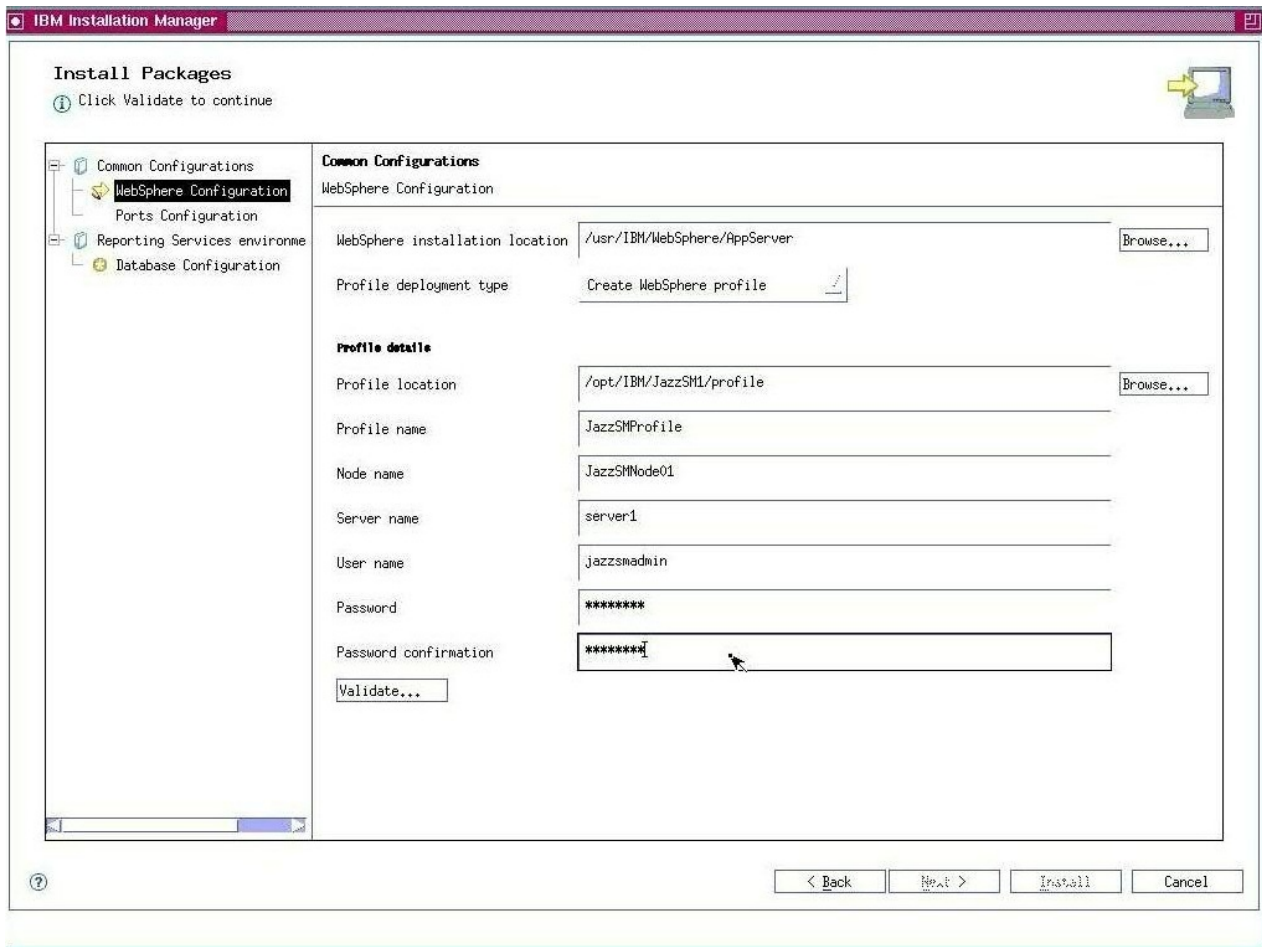 IBM Installation Manager
Install Packages
Click Validate to continue
Common Configurations
WebSphere Configuration
Ports Configuration
Reporting Services environme
Database Configuration
Common Configurations
WebSphere Configuration
WebSphere installation location /usr/IBM/WebSphere/AppServer Browse...
Profile deployment type Create WebSphere profile
Profile details
Profile location /opt/IBM/JazzSM1/profile Browse...
Profile name JazzSMProfile
Node name JazzSMNode01
Server name server1
User name jazzsmadmin
Password ********
Password confirmation ********
Validate...
? < Back Next > Install Cancel